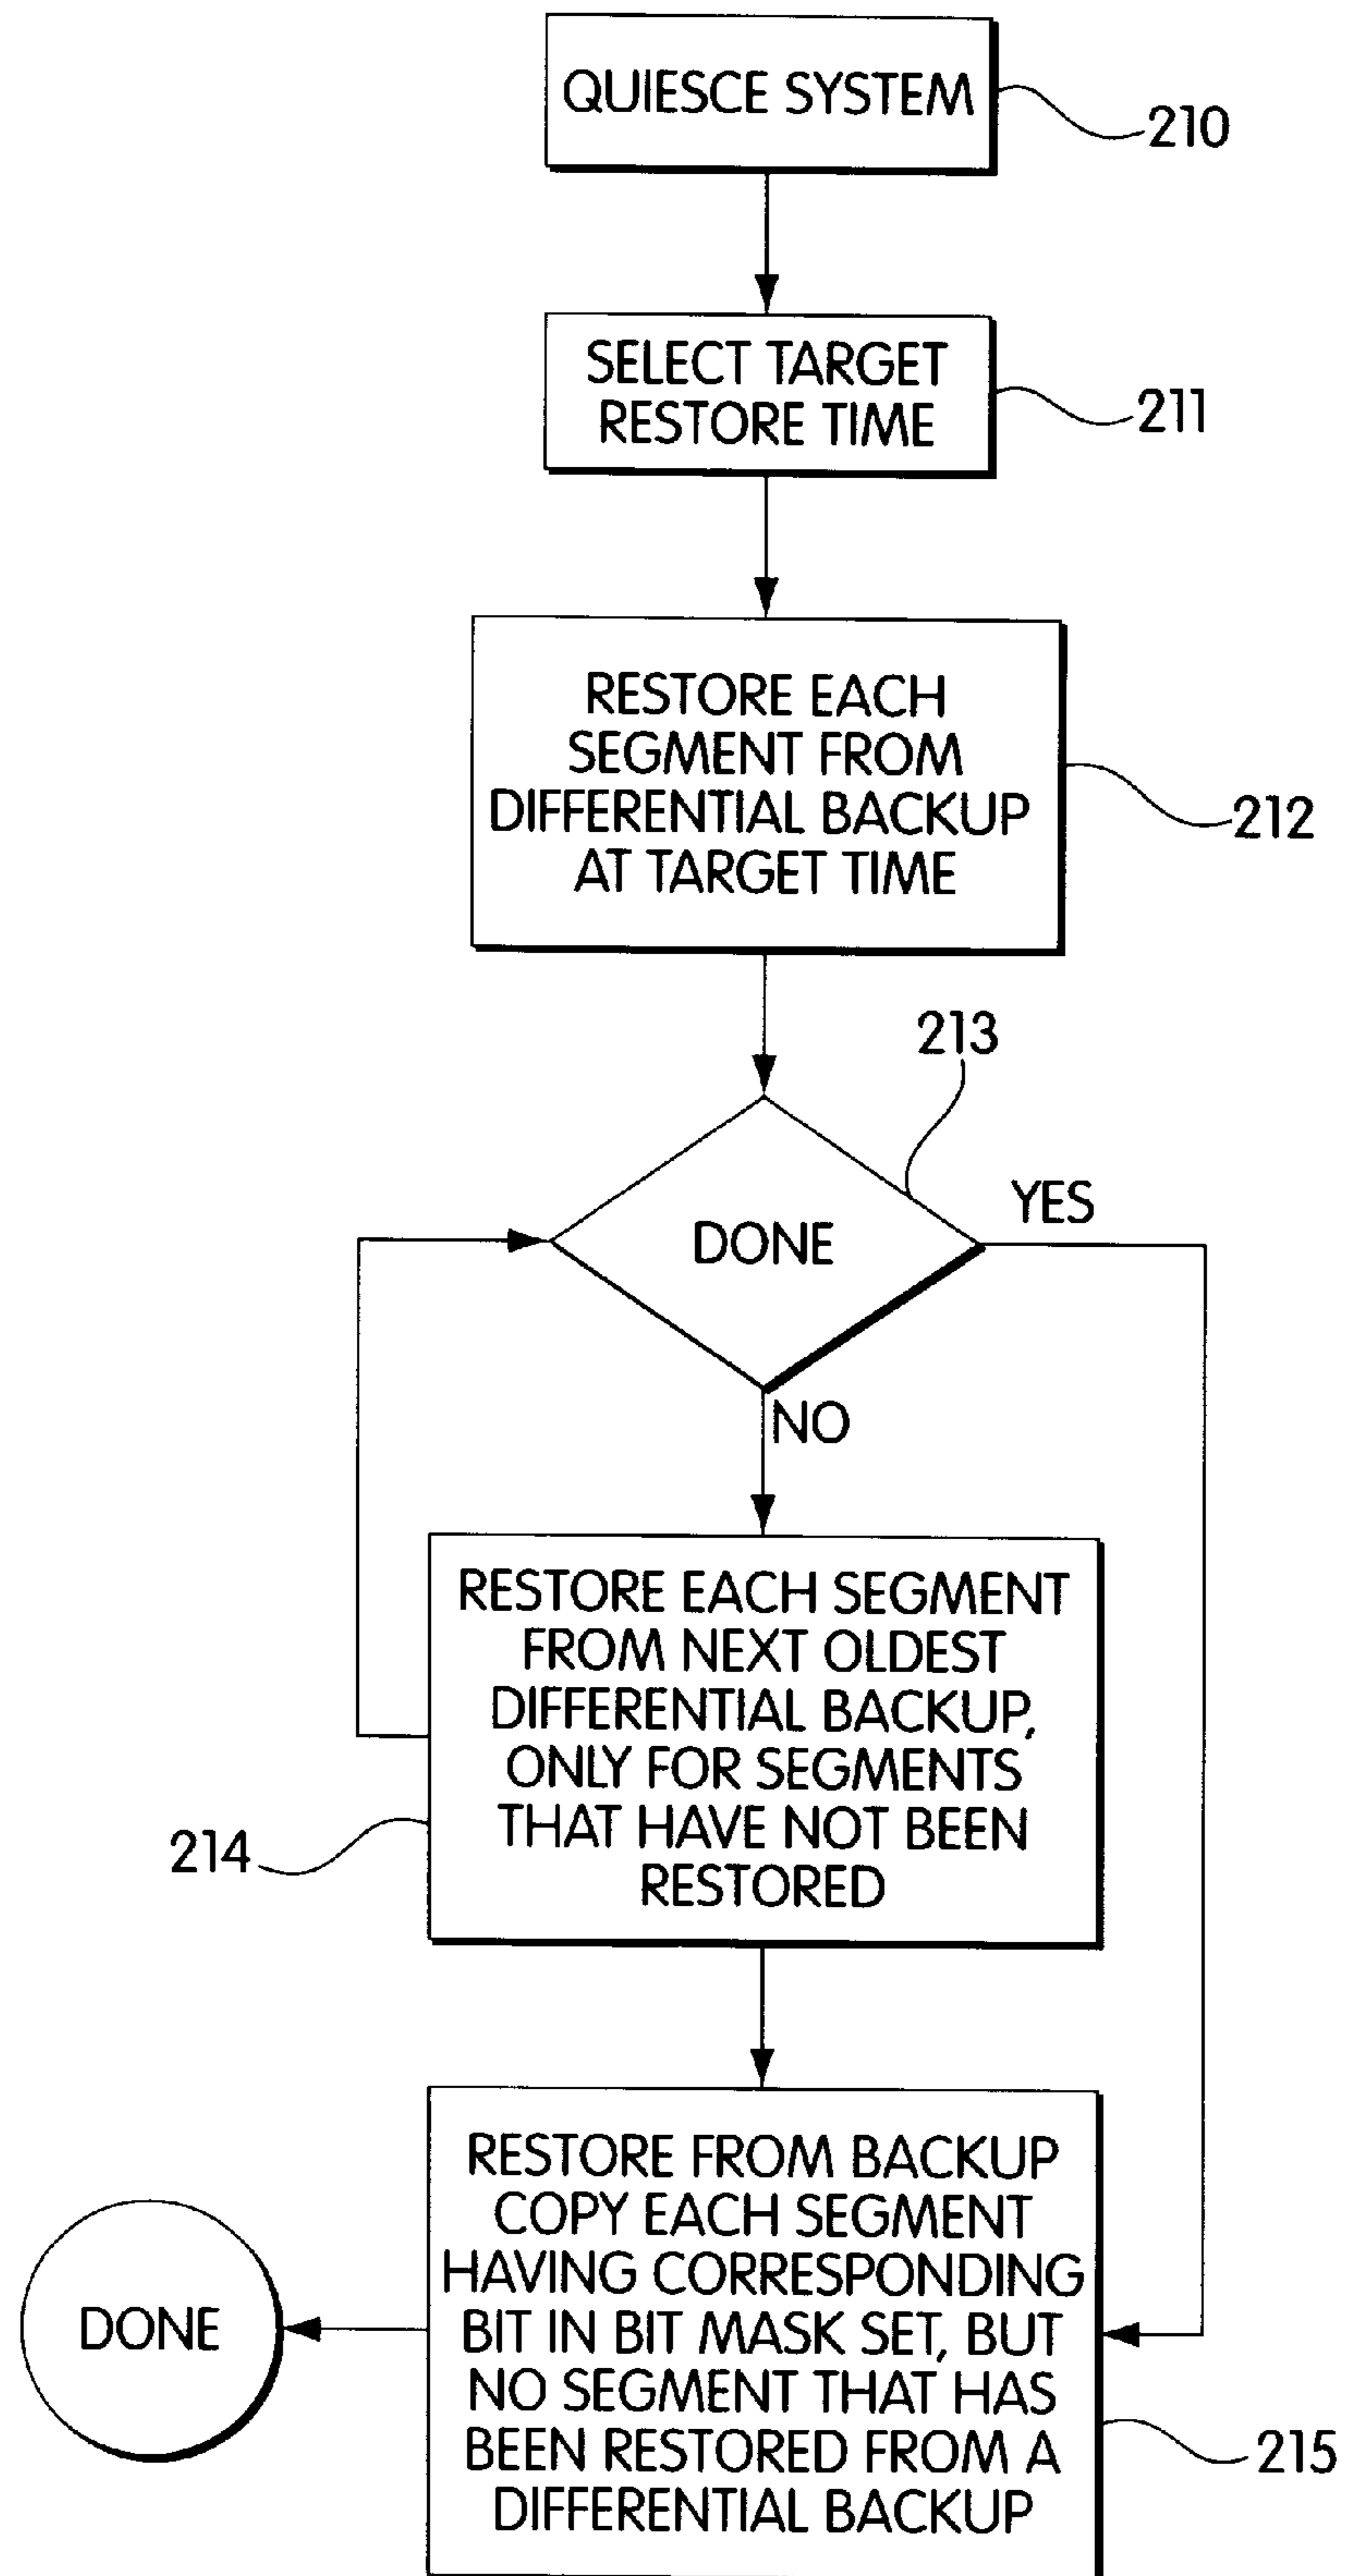 QUIESCE SYSTEM
210
SELECT TARGET
RESTORE TIME
211
RESTORE EACH
SEGMENT FROM
DIFFERENTIAL BACKUP
AT TARGET TIME
212
213
DONE
YES
NO
RESTORE EACH SEGMENT
FROM NEXT OLDEST
DIFFERENTIAL BACKUP,
ONLY FOR SEGMENTS
THAT HAVE NOT BEEN
RESTORED
214
RESTORE FROM BACKUP
COPY EACH SEGMENT
HAVING CORRESPONDING
BIT IN BIT MASK SET, BUT
NO SEGMENT THAT HAS
BEEN RESTORED FROM A
DIFFERENTIAL BACKUP
215
DONE